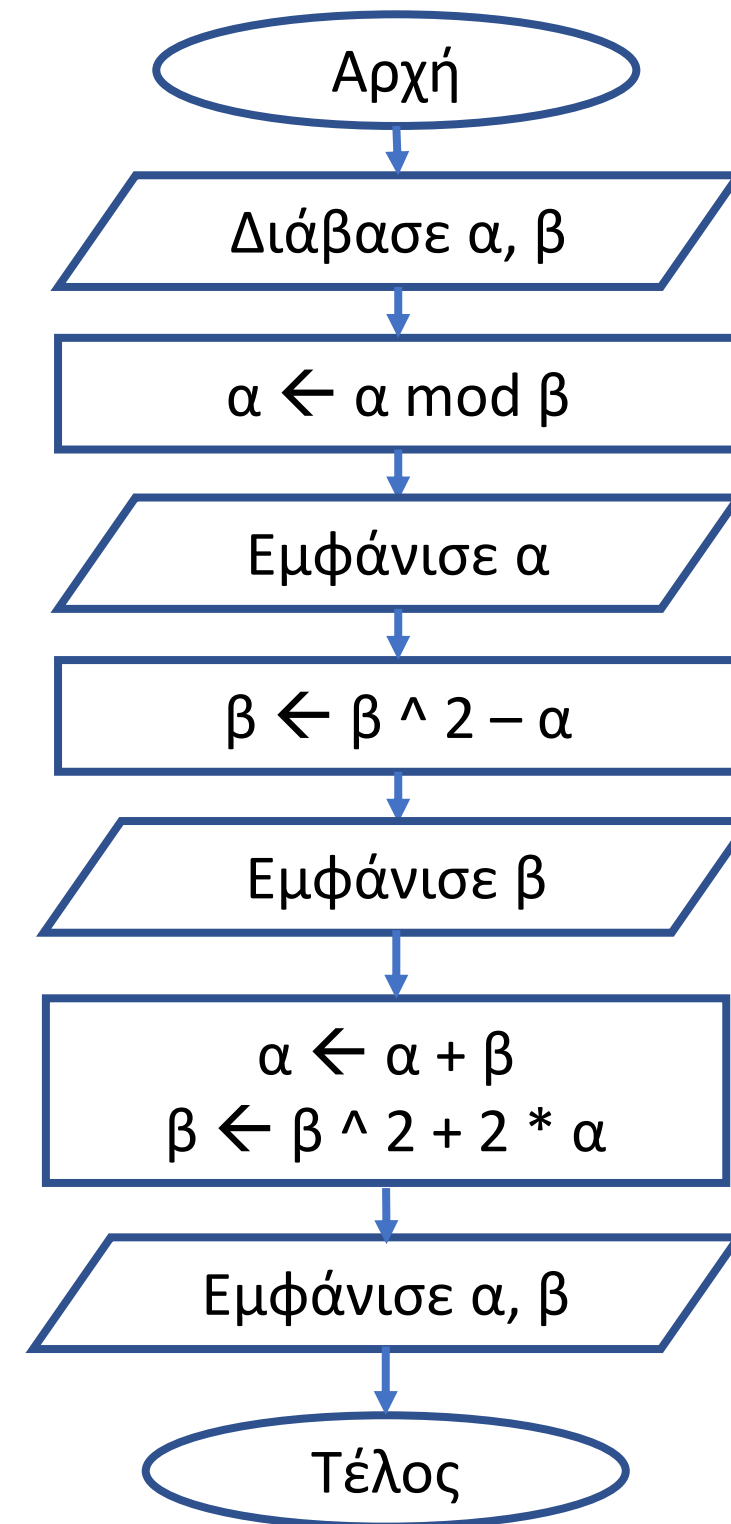 Αρχή
Διάβασε α, β
α ← α mod β
Εμφάνισε α
β ← β ^ 2 – α
Εμφάνισε β
α ← α + β
β ← β ^ 2 + 2 * α
Εμφάνισε α, β
Τέλος